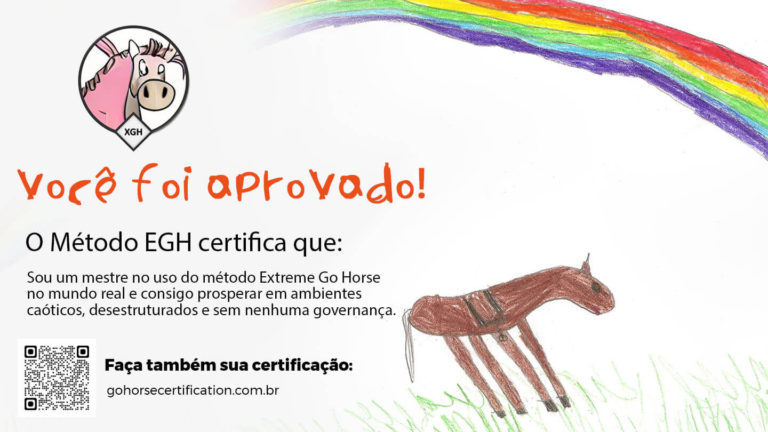 XGH
Você foi aprovado!
O Método EGH certifica que:
Sou um mestre no uso do método Extreme Go Horse
no mundo real e consigo prosperar em ambientes
caóticos, desestruturados e sem nenhuma governança.
Faça também sua certificação:
gohorsecertification.com.br